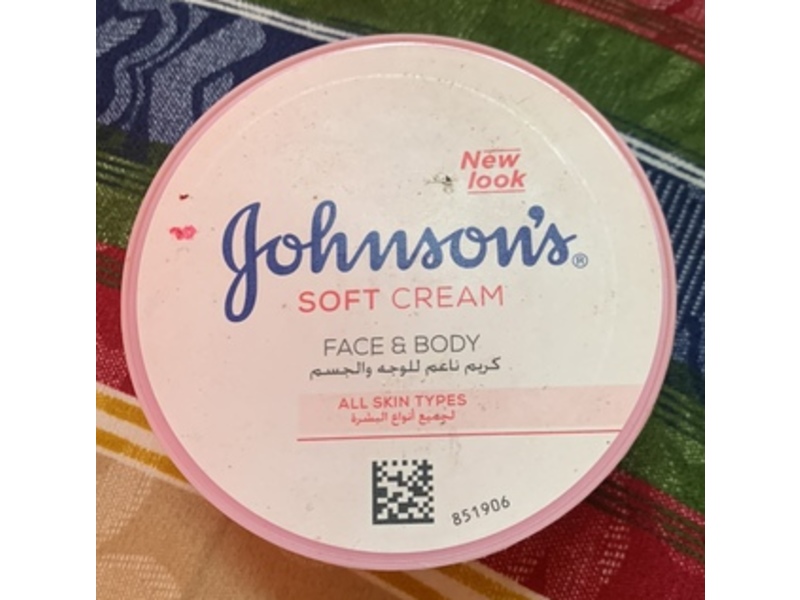 New
look
Johnson's®
SOFT CREAM
FACE & BODY
كريم ناعم للوجه والجسم
ALL SKIN TYPES
لجميع أنواع البشرة
851906